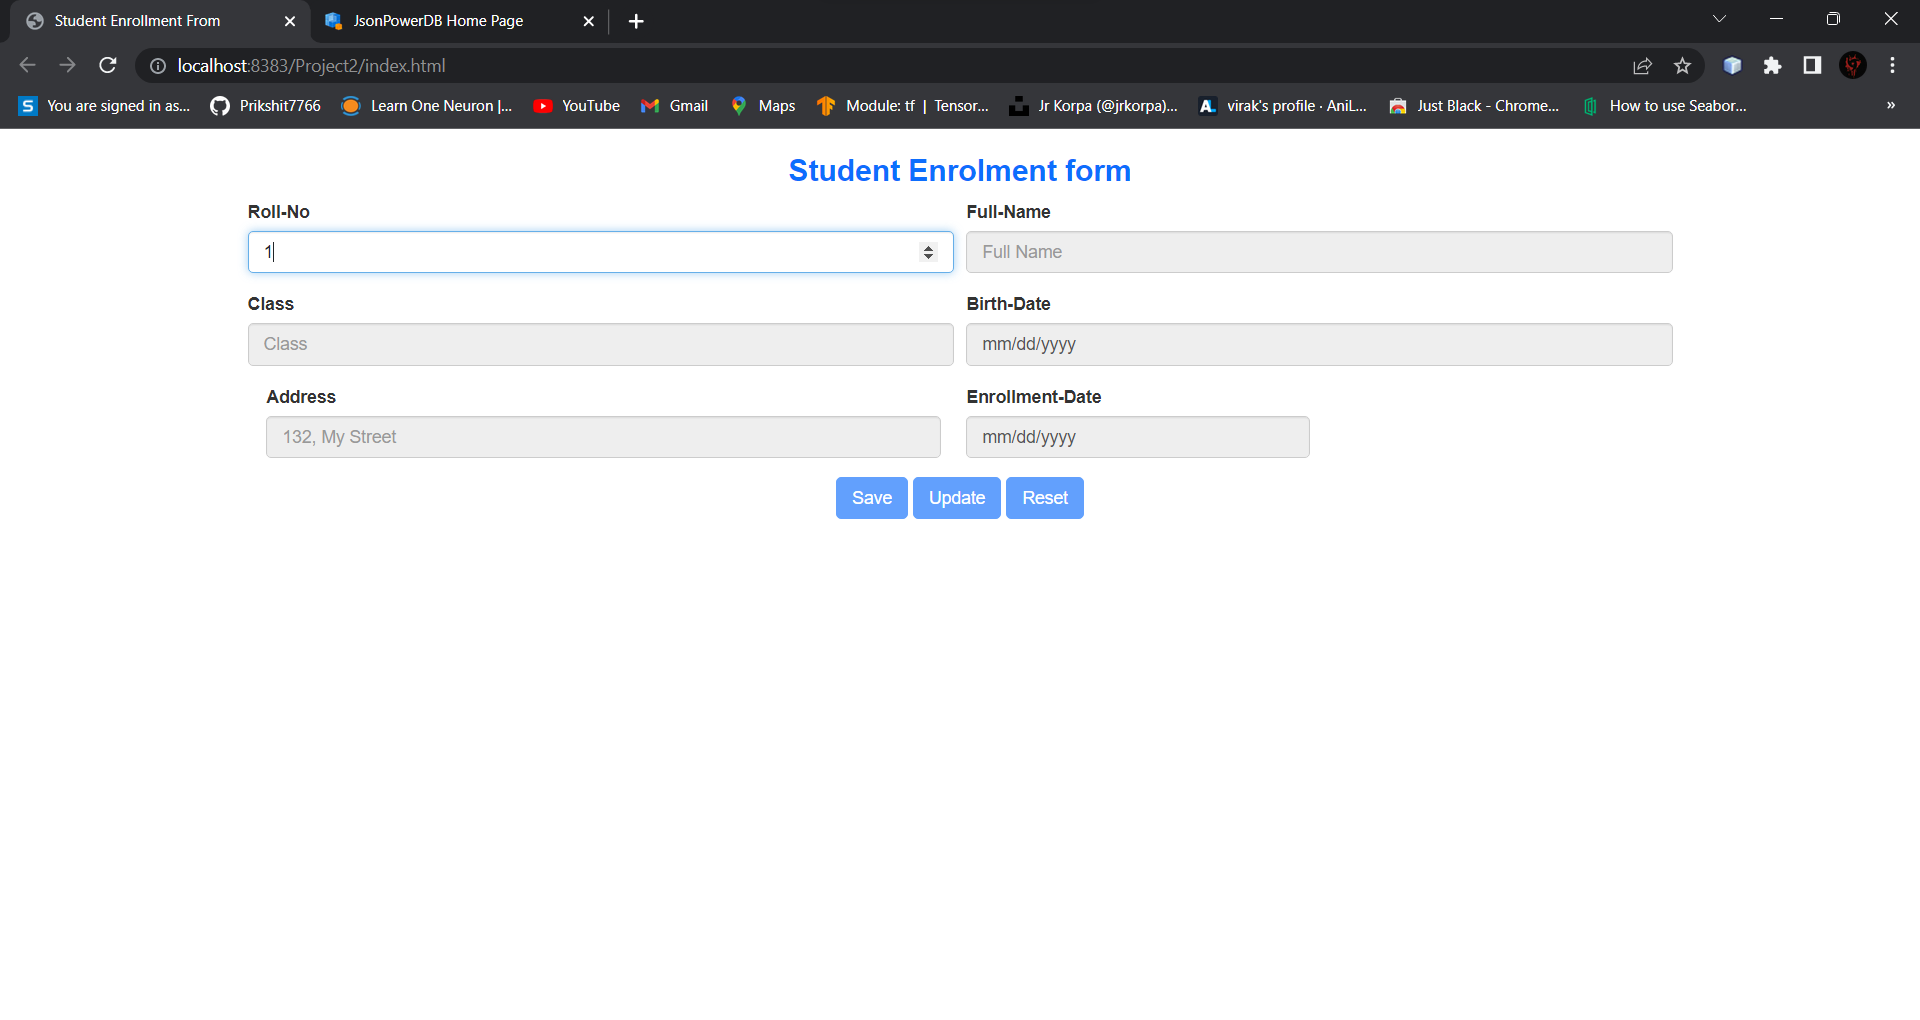 Student Enrollment From
JsonPowerDB Home Page
localhost:8383/Project2/index.html
You are signed in as...
Prikshit7766
Learn One Neuron |...
YouTube
Gmail
Maps
Module: tf | Tensor...
Jr Korpa (@jrkorpa)...
virak's profile · AniL...
Just Black - Chrome...
How to use Seabor...
»
Student Enrolment form
Roll-No
Full-Name
1
Full Name
Class
Birth-Date
Class
mm/dd/yyyy
Address
Enrollment-Date
132, My Street
mm/dd/yyyy
Save
Update
Reset